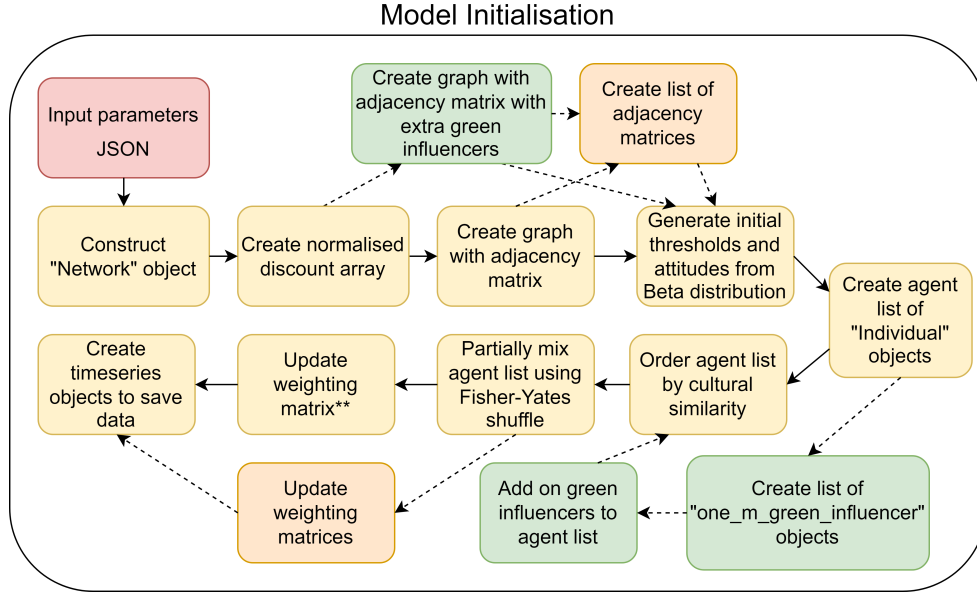 Model Initialisation
Input parameters
JSON
Create graph with
adjacency matrix with
extra green
influencers
Create list of
adjacency
matrices
Construct
"Network" object
Create normalised
discount array
Create graph
with adjacency
matrix
Generate initial
thresholds and
attitudes from
Beta distribution
Create agent
list of
"Individual"
objects
Create
timeseries
objects to save
data
Update
weighting
matrix**
Partially mix
agent list using
Fisher-Yates
shuffle
Order agent list
by cultural
similarity
Update
weighting
matrices
Add on green
influencers to
agent list
Create list of
"one_m_green_influencer"
objects